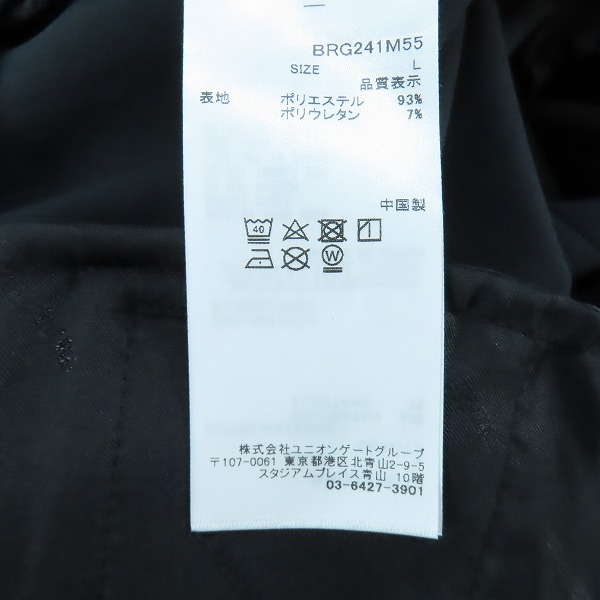 BRG241M55
SIZE L
品質表示
表地 ポリエステル 93%
ポリウレタン 7%
中国製
40
W
株式会社ユニオンゲートグループ
〒107-0061 東京都港区北青山2-9-5
スタジアムプレイス青山 10階
03-6427-3901